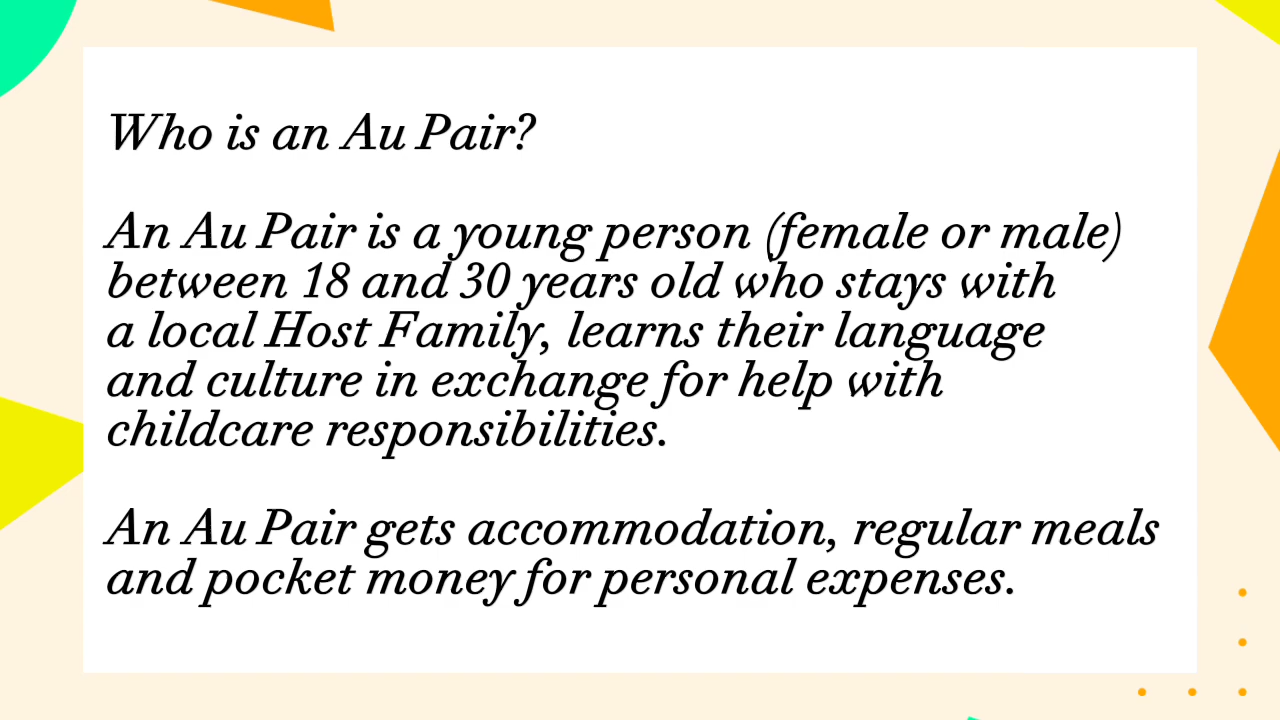 Who is an Au Pair?
An Au Pair is a young person (female or male)
between 18 and 30 years old who stays with
a local Host Family, learns their language
and culture in exchange for help with
childcare responsibilities.
An Au Pair gets accommodation, regular meals
and pocket money for personal expenses.